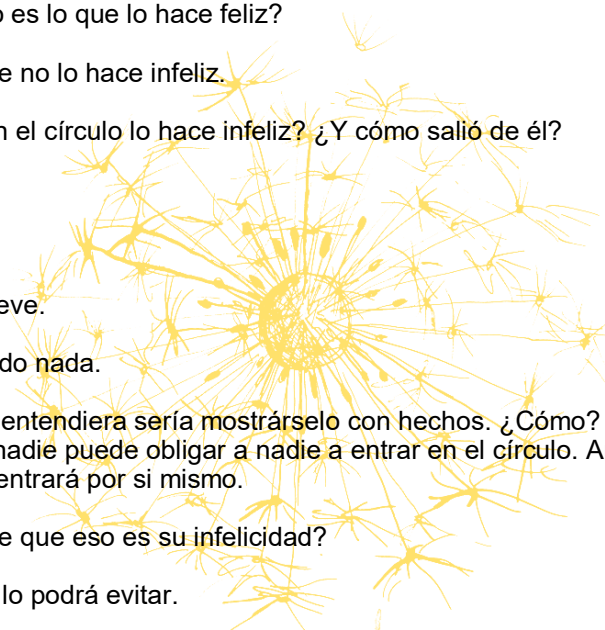 o es lo que lo hace feliz?
e no lo hace infeliz.
n el círculo lo hace infeliz? ¿Y cómo salió de él?
eve.
do nada.
entendiera sería mostrárselo con hechos. ¿Cómo?
nadie puede obligar a nadie a entrar en el círculo. A
entrará por si mismo.
e que eso es su infelicidad?
lo podrá evitar.